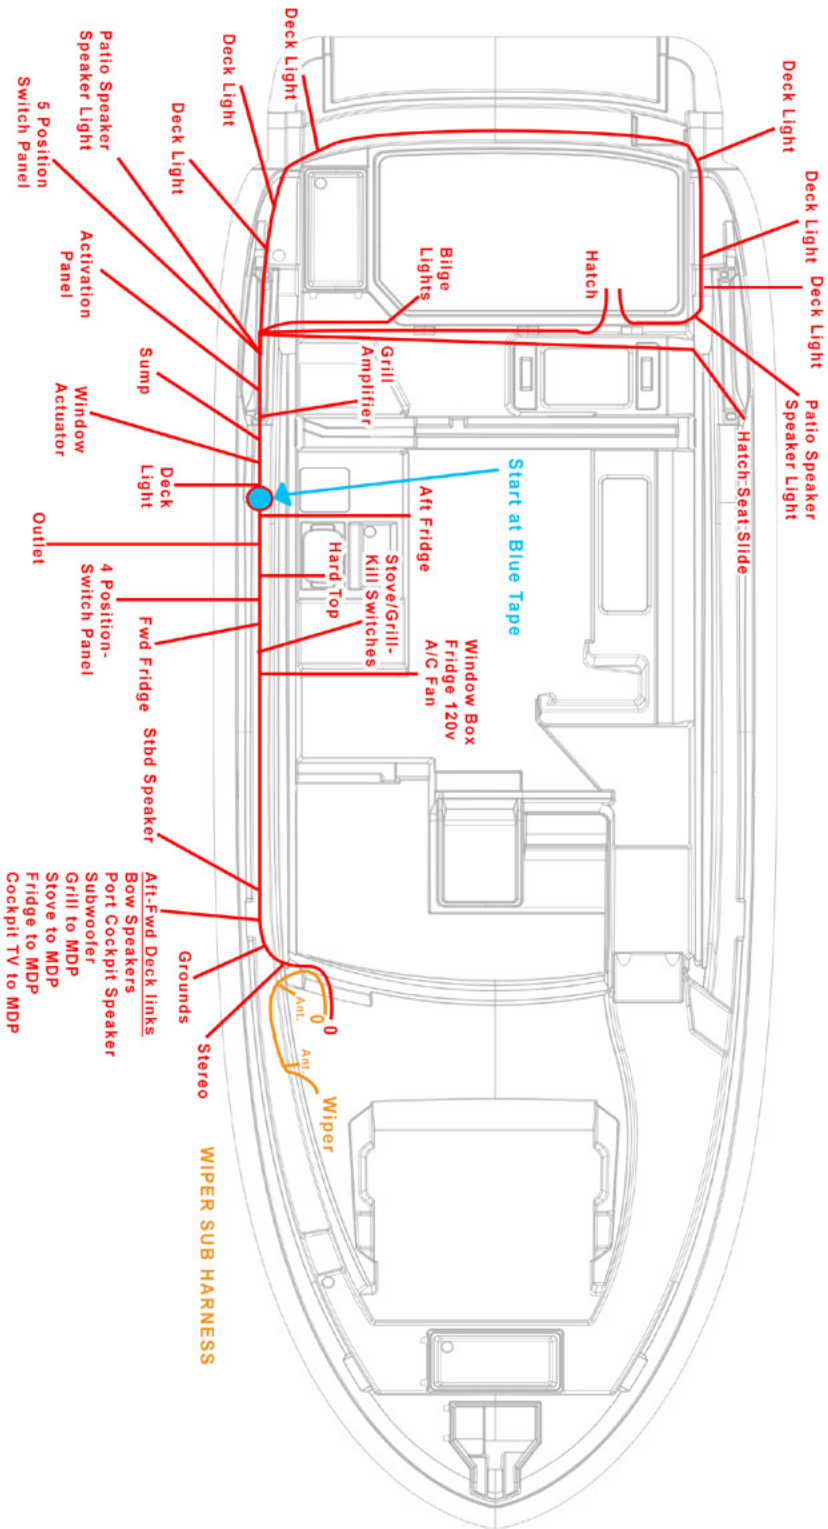 Deck Light
Deck Light
Deck Light
Patio Speaker
Speaker Light
5 Position
Switch Panel
Activation
Panel
Sump
Window
Actuator
Deck
Light
Outlet
4 Position-
Switch Panel
Fwd Fridge
Stbd Speaker
Aft-Fwd Deck links
Bow Speakers
Port Cockpit Speaker
Subwoofer
Grill to MDP
Stove to MDP
Fridge to MDP
Cockpit TV to MDP
Grounds
Stereo
Bilge
Lights
Hatch
Grill
Amplifier
Aft Fridge
Start at Blue Tape
Hard Top
Stove/Grill-
Kill Switches
Window Box
Fridge 120v
A/C Fan
Deck Light
Deck Light
Deck Light
Patio Speaker
Speaker Light
Hatch Seat Slide
0
0
Ant.
Ant.
Wiper
WIPER SUB HARNESS